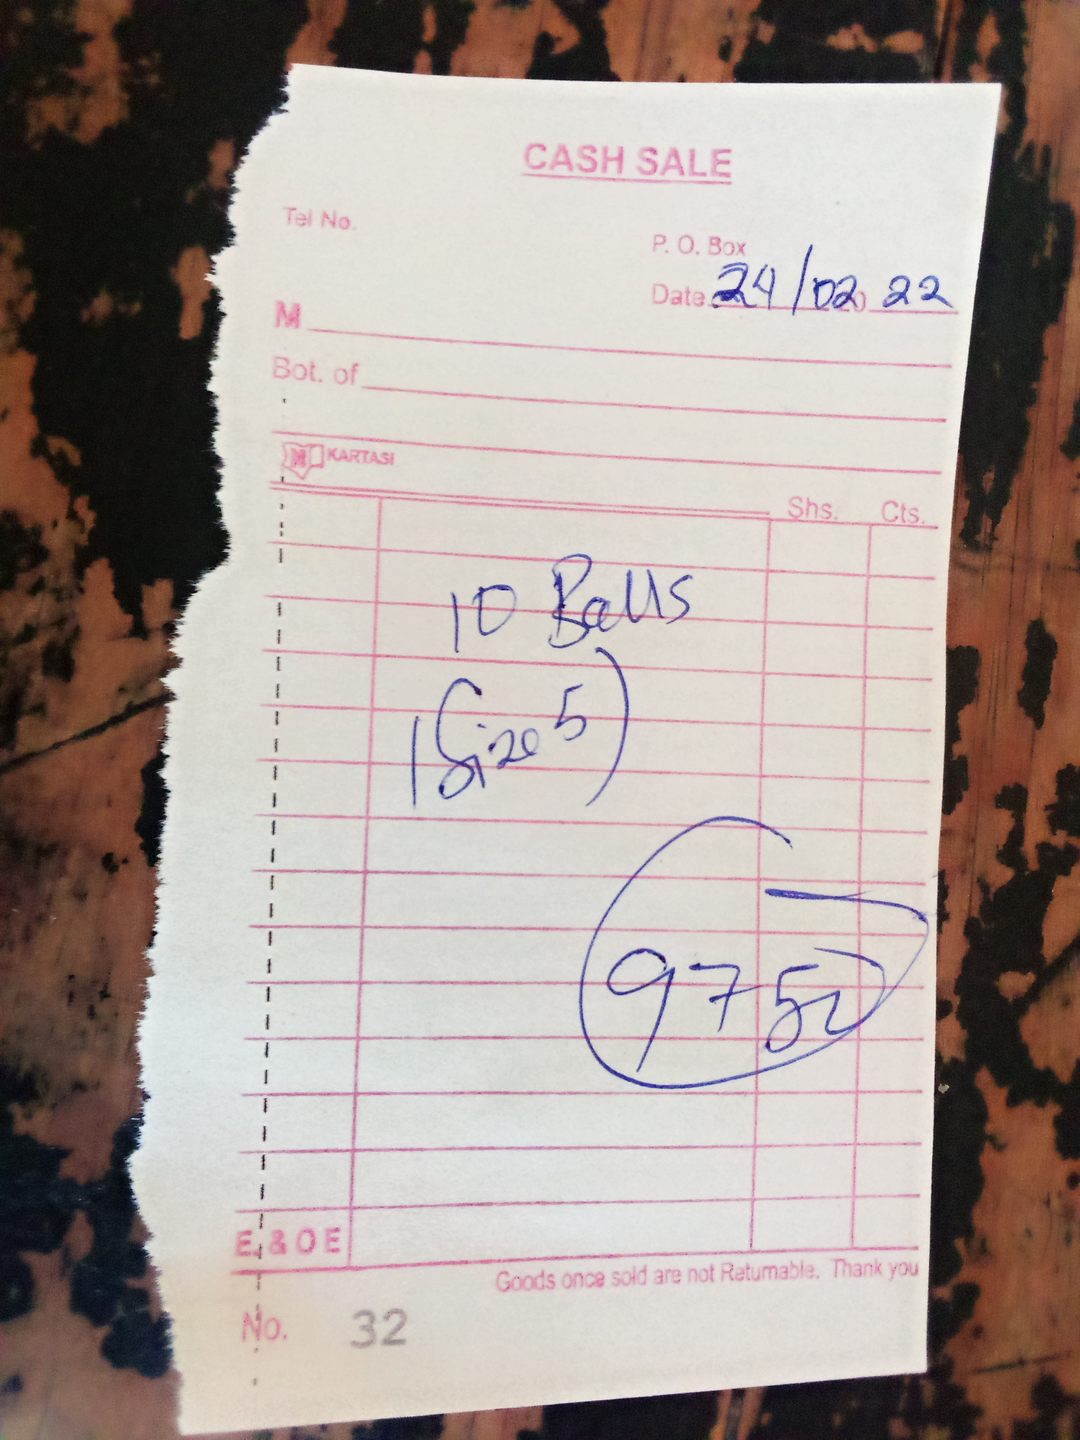 CASH SALE
Tel No.
P. O. Box
Date 24/02 22
M
Bot. of
M KARTASI
Shs. Cts.
10 Balls
(Size 5)
9750
E. & O E
Goods once sold are not Returnable. Thank you
No. 32